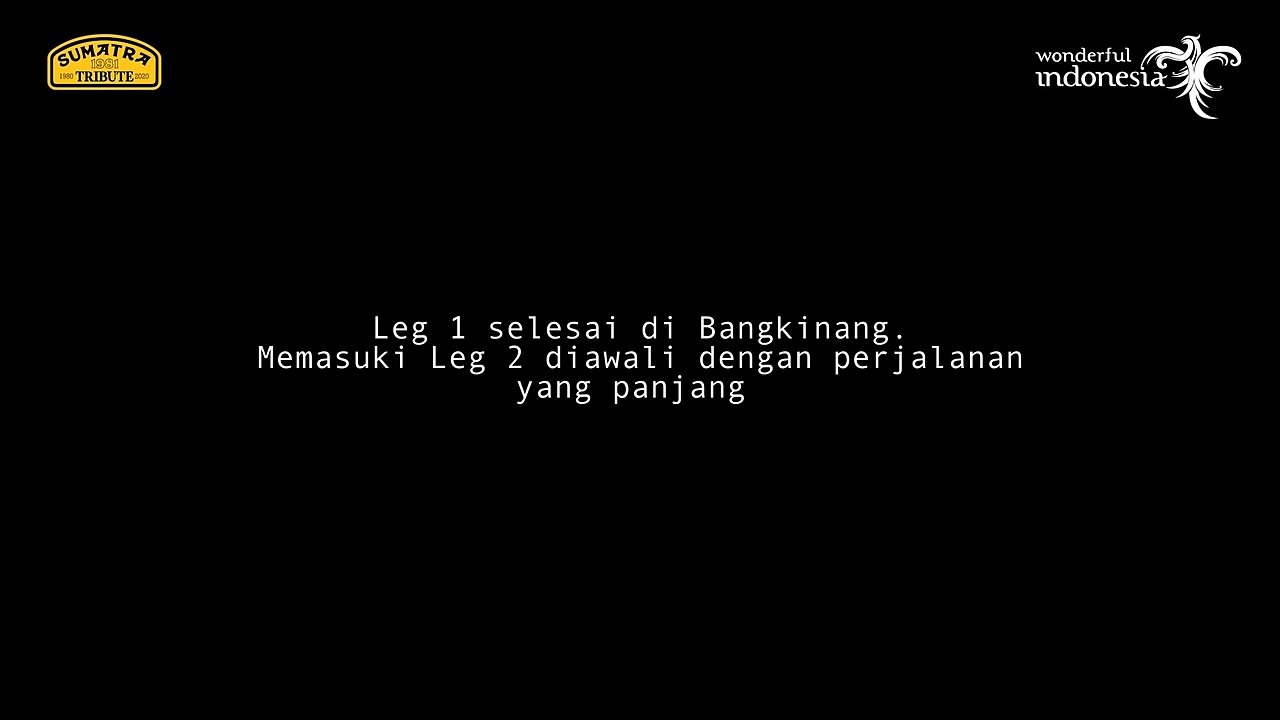 SUMATRA
1981
1980 TRIBUTE 2020
wonderful
indonesia
Leg 1 selesai di Bangkinang.
Memasuki Leg 2 diawali dengan perjalanan
yang panjang